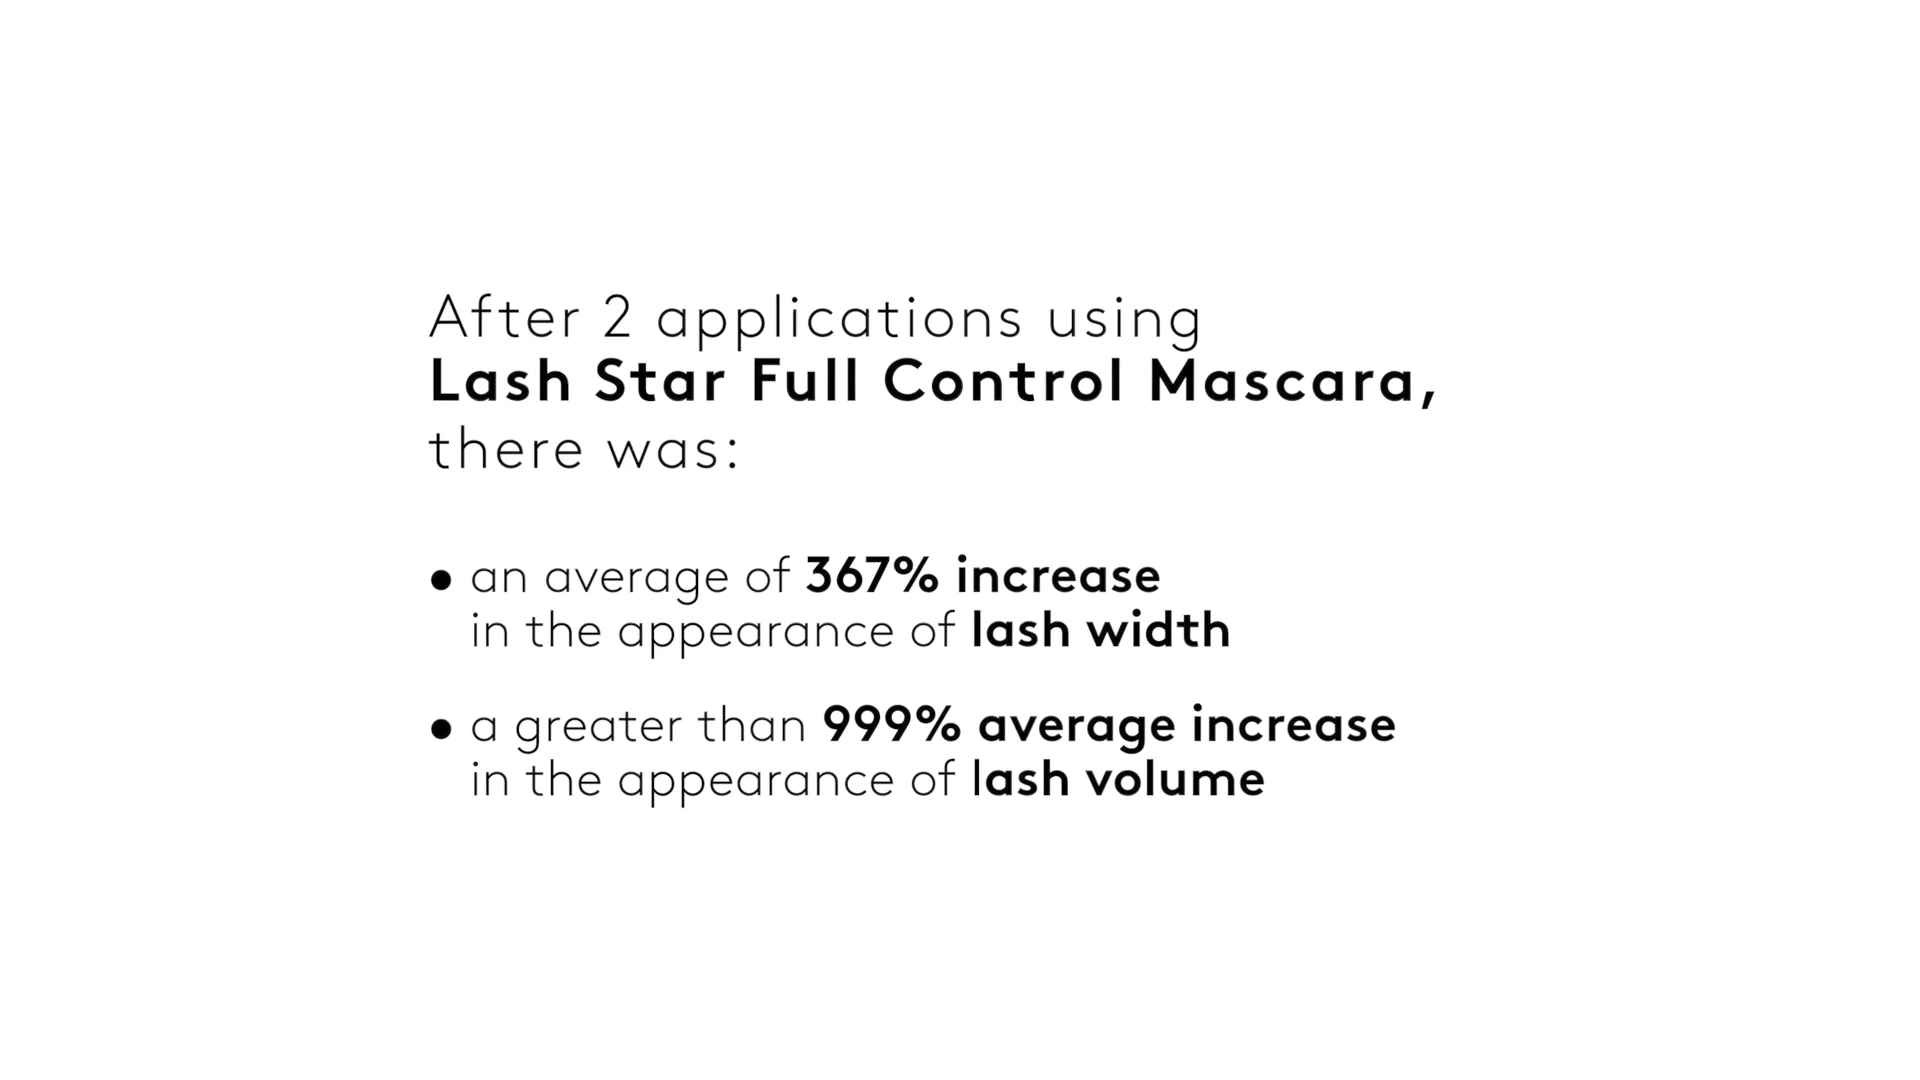 After 2 applications using
Lash Star Full Control Mascara,
there was:
• an average of 367% increase
in the appearance of lash width
• a greater than 999% average increase
in the appearance of lash volume